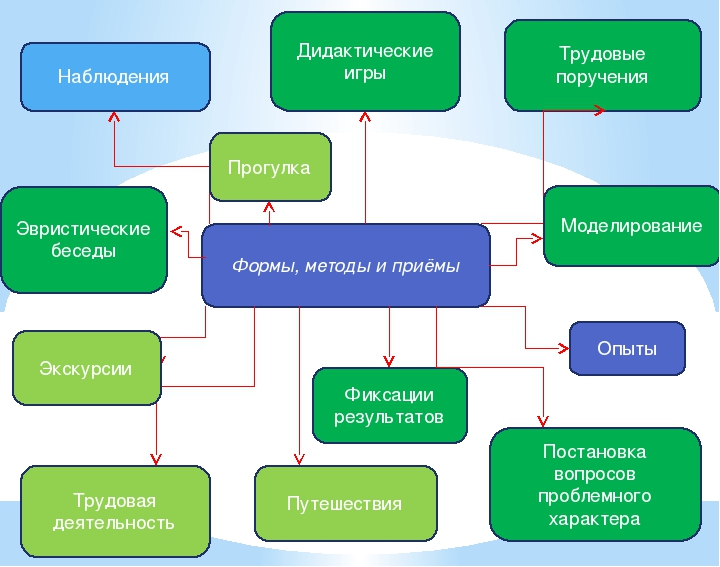 Наблюдения
Дидактические
игры
Трудовые
поручения
Прогулка
Эвристические
беседы
Моделирование
Формы, методы и приёмы
Экскурсии
Опыты
Фиксации
результатов
Трудовая
деятельность
Путешествия
Постановка
вопросов
проблемного
характера